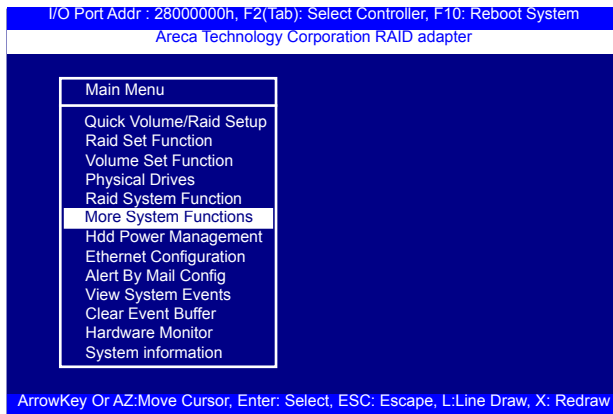 I/O Port Addr : 28000000h, F2(Tab): Select Controller, F10: Reboot System
Areca Technology Corporation RAID adapter
Main Menu
Quick Volume/Raid Setup
Raid Set Function
Volume Set Function
Physical Drives
Raid System Function
More System Functions
Hdd Power Management
Ethernet Configuration
Alert By Mail Config
View System Events
Clear Event Buffer
Hardware Monitor
System information
ArrowKey Or AZ:Move Cursor, Enter: Select, ESC: Escape, L:Line Draw, X: Redraw